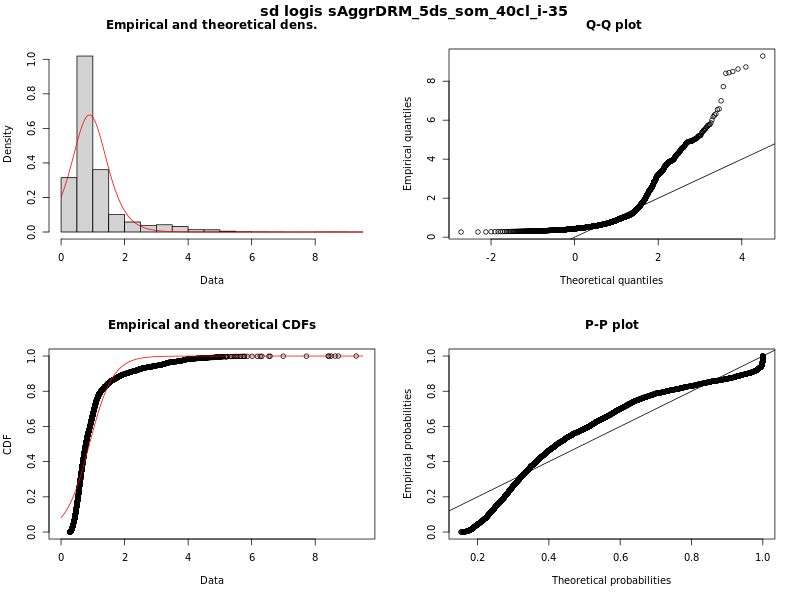 sd logis sAggrDRM_5ds_som_40cl_i-35
Empirical and theoretical dens.
Density
0.0 0.2 0.4 0.6 0.8 1.0
0 2 4 6 8
Data
Q-Q plot
Empirical quantiles
0 2 4 6 8
-2 0 2 4
Theoretical quantiles
Empirical and theoretical CDFs
CDF
0.0 0.2 0.4 0.6 0.8 1.0
0 2 4 6 8
Data
P-P plot
Empirical probabilities
0.0 0.2 0.4 0.6 0.8 1.0
0.2 0.4 0.6 0.8 1.0
Theoretical probabilities